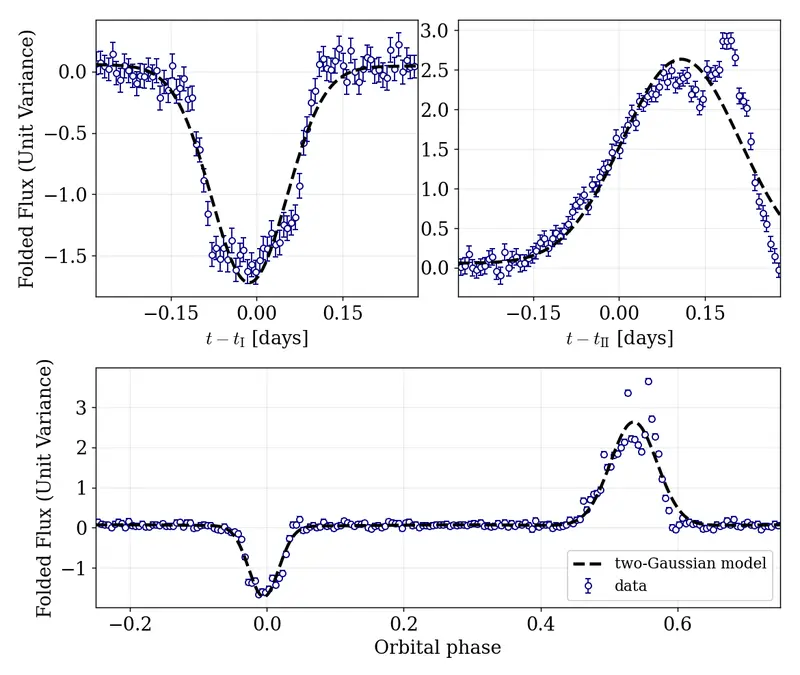 Folded Flux (Unit Variance)
0.0
−0.5
−1.0
−1.5
−0.15 0.00 0.15
t − tI [days]
3.0
2.5
2.0
1.5
1.0
0.5
0.0
−0.15 0.00 0.15
t − tII [days]
Folded Flux (Unit Variance)
3
2
1
0
−1
−0.2 0.0 0.2 0.4 0.6
Orbital phase
two-Gaussian model
data